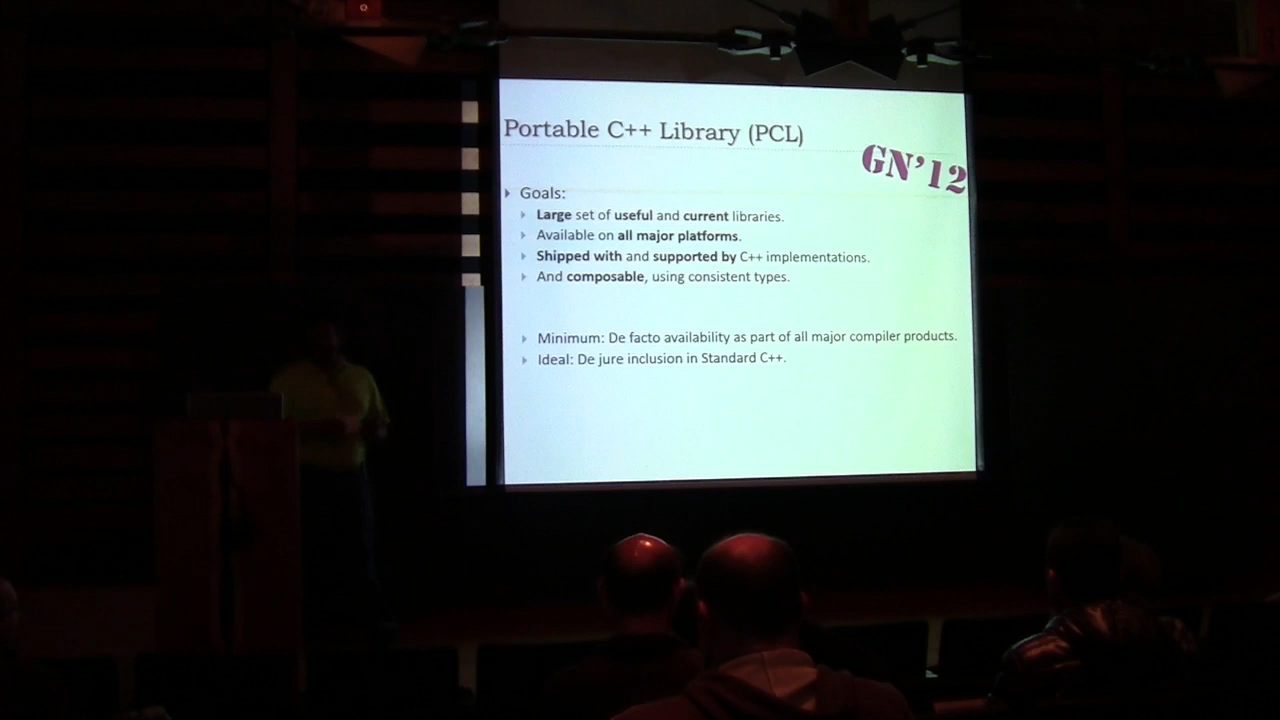 Portable C++ Library (PCL)
GN’12
Goals:
Large set of useful and current libraries.
Available on all major platforms.
Shipped with and supported by C++ implementations.
And composable, using consistent types.
Minimum: De facto availability as part of all major compiler products.
Ideal: De jure inclusion in Standard C++.